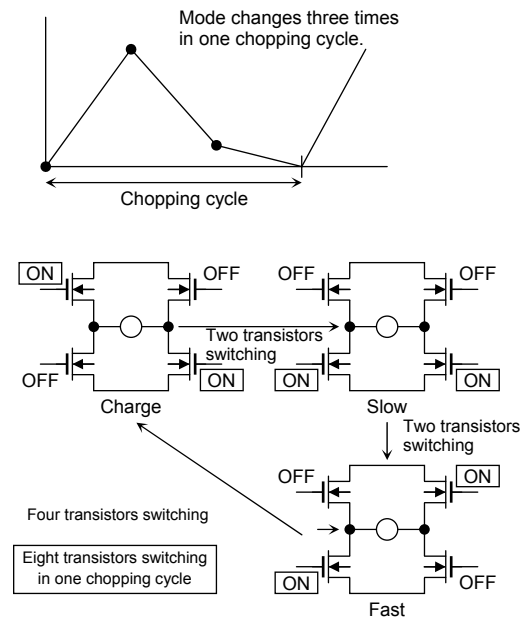 Mode changes three times
in one chopping cycle.
Chopping cycle
ON
OFF
OFF
ON
Charge
Two transistors
switching
OFF
OFF
ON
ON
Slow
Two transistors
switching
OFF
ON
ON
OFF
Fast
Four transistors switching
Eight transistors switching
in one chopping cycle